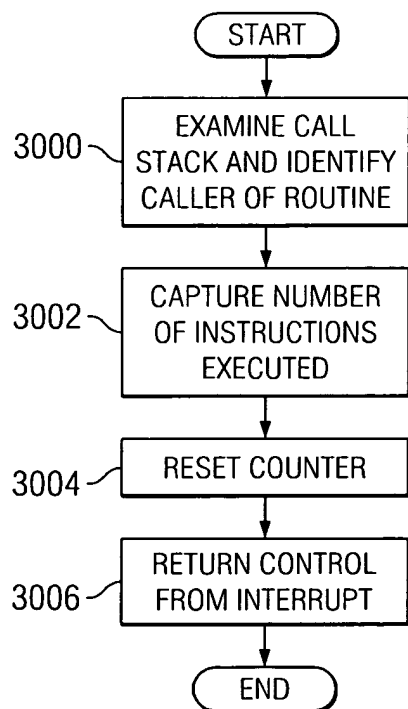 START
3000
EXAMINE CALL
STACK AND IDENTIFY
CALLER OF ROUTINE
3002
CAPTURE NUMBER
OF INSTRUCTIONS
EXECUTED
3004
RESET COUNTER
3006
RETURN CONTROL
FROM INTERRUPT
END